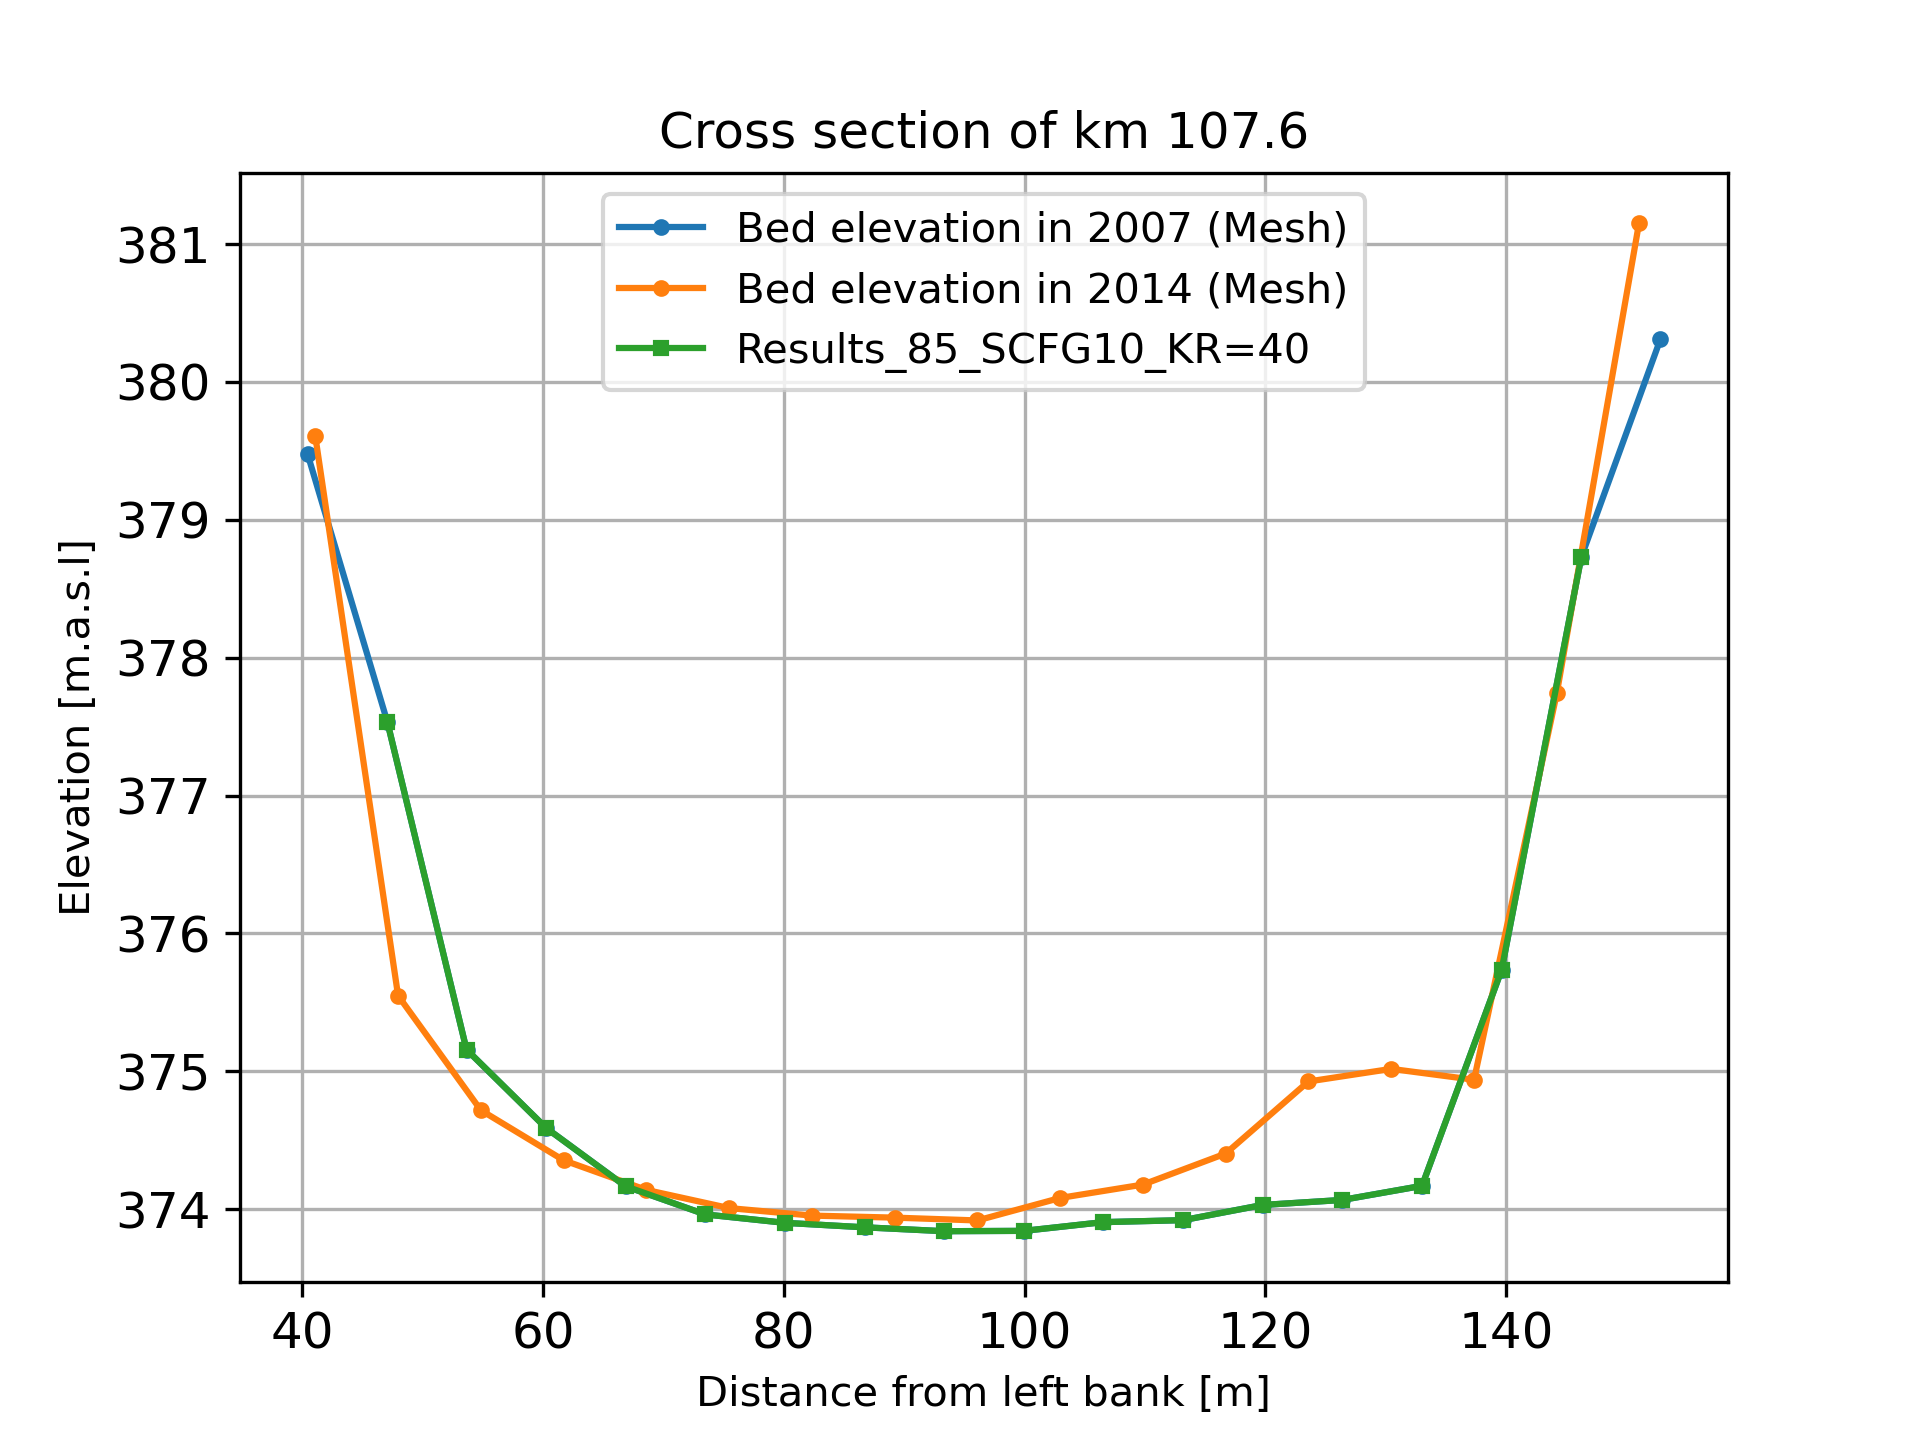 Cross section of km 107.6
Bed elevation in 2007 (Mesh)
Bed elevation in 2014 (Mesh)
Results_85_SCFG10_KR=40
381
380
379
378
377
376
375
374
Elevation [m.a.s.l]
40 60 80 100 120 140
Distance from left bank [m]